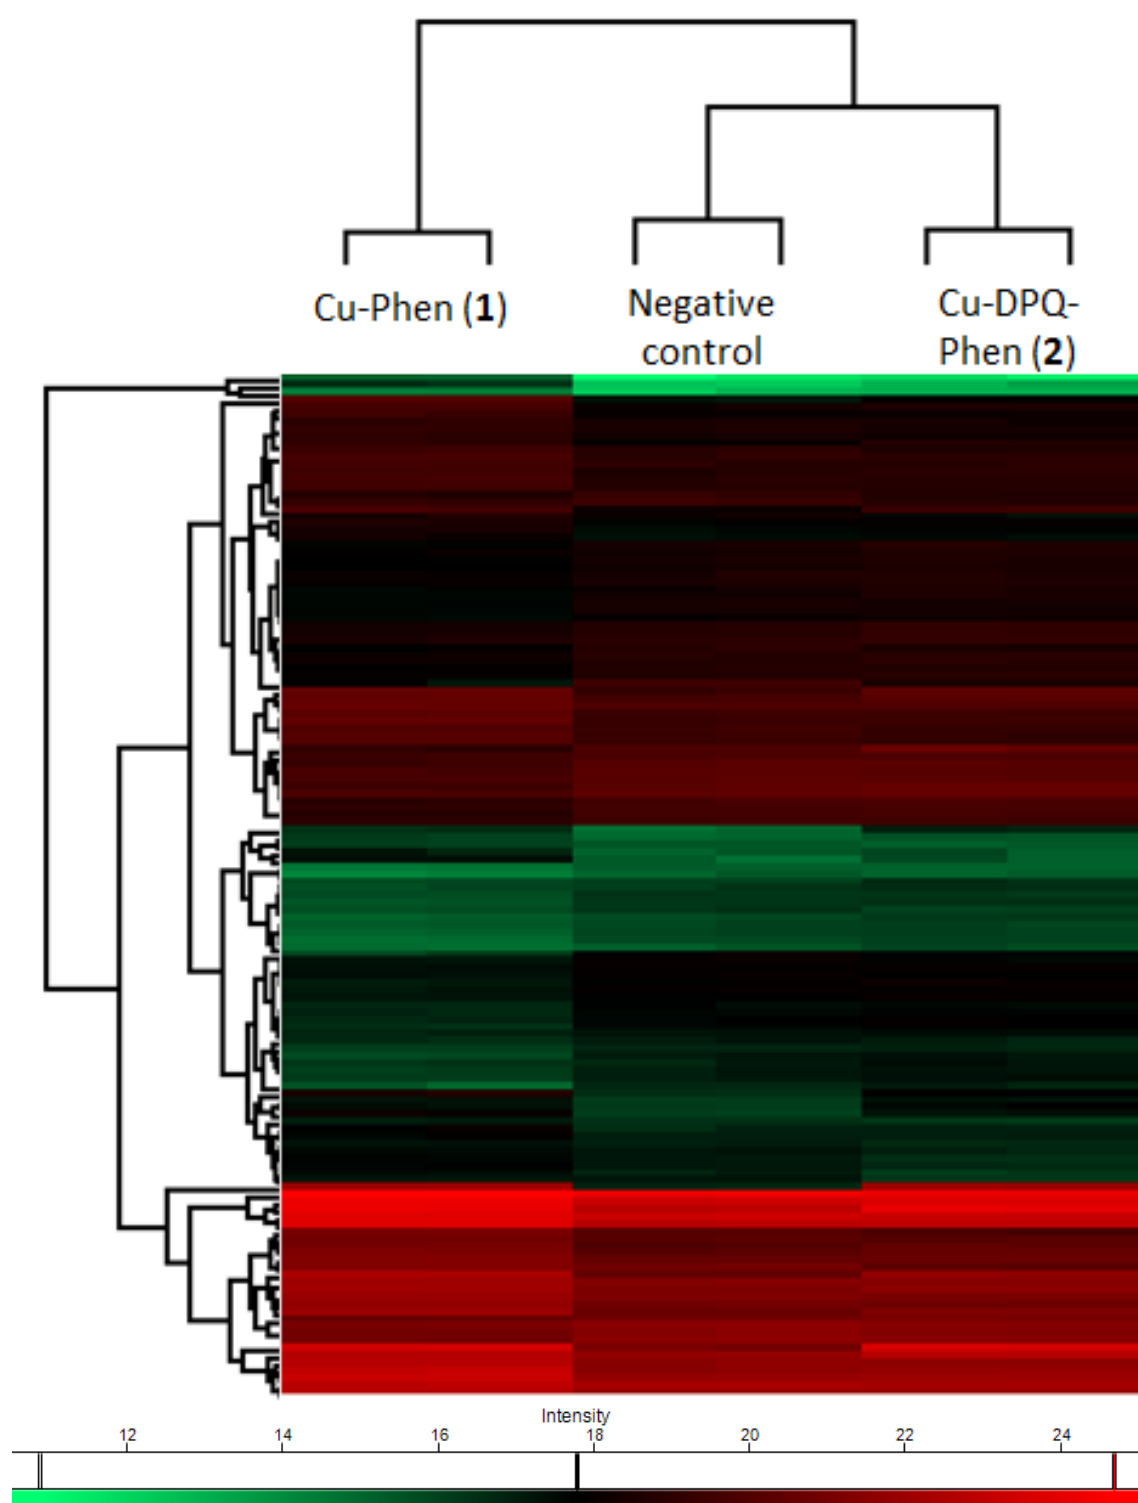 Cu-Phen (1)
Negative
control
Cu-DPQ-
Phen (2)
Intensity
12 14 16 18 20 22 24